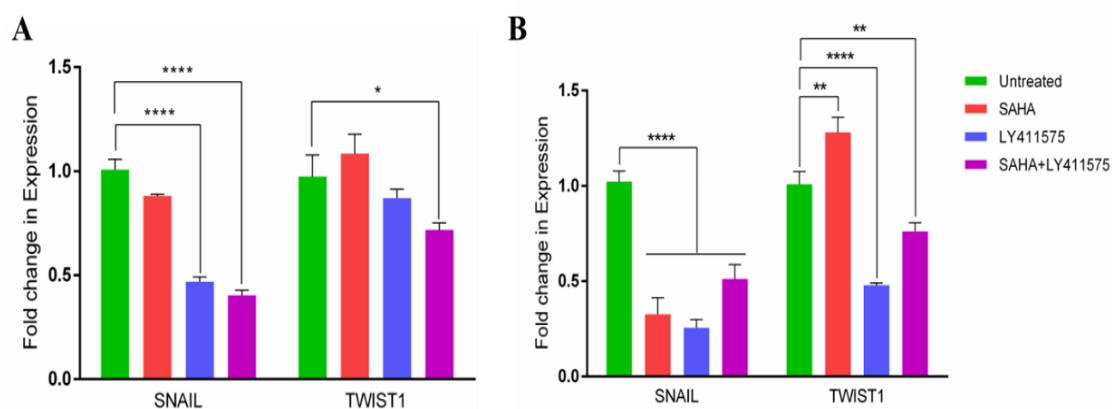 A
Fold change in Expression
1.5
1.0
0.5
0.0
****
****
*
SNAIL
TWIST1
B
Fold change in Expression
1.5
1.0
0.5
0.0
****
**
****
**
SNAIL
TWIST1
Untreated
SAHA
LY411575
SAHA+LY411575